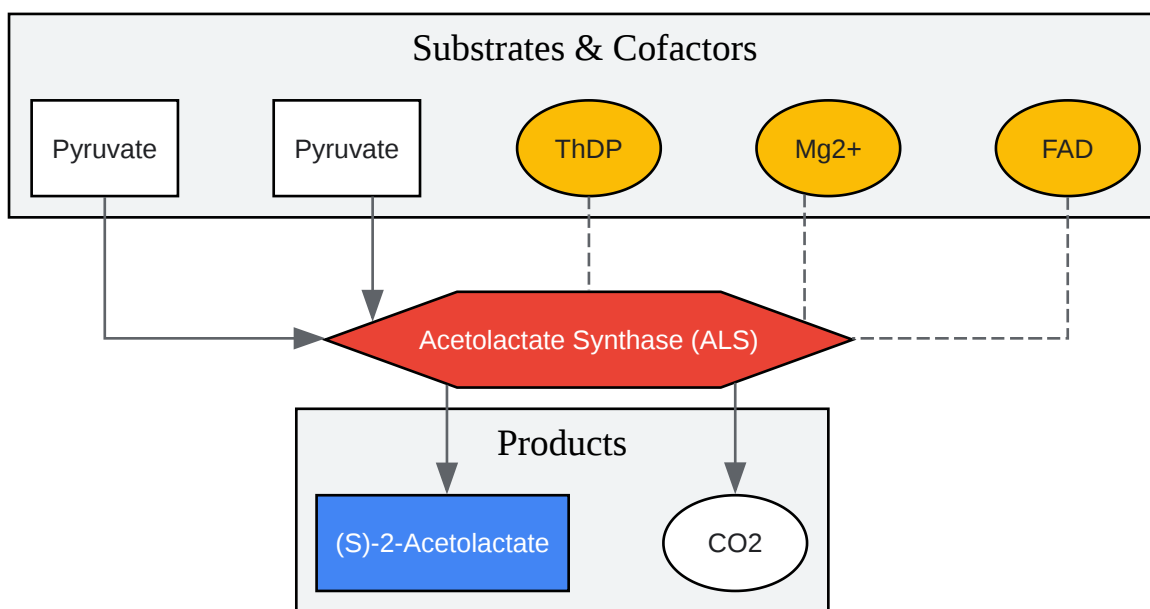 Substrates & Cofactors
Pyruvate
Pyruvate
ThDP
Mg2+
FAD
Acetolactate Synthase (ALS)
Products
(S)-2-Acetolactate
CO2